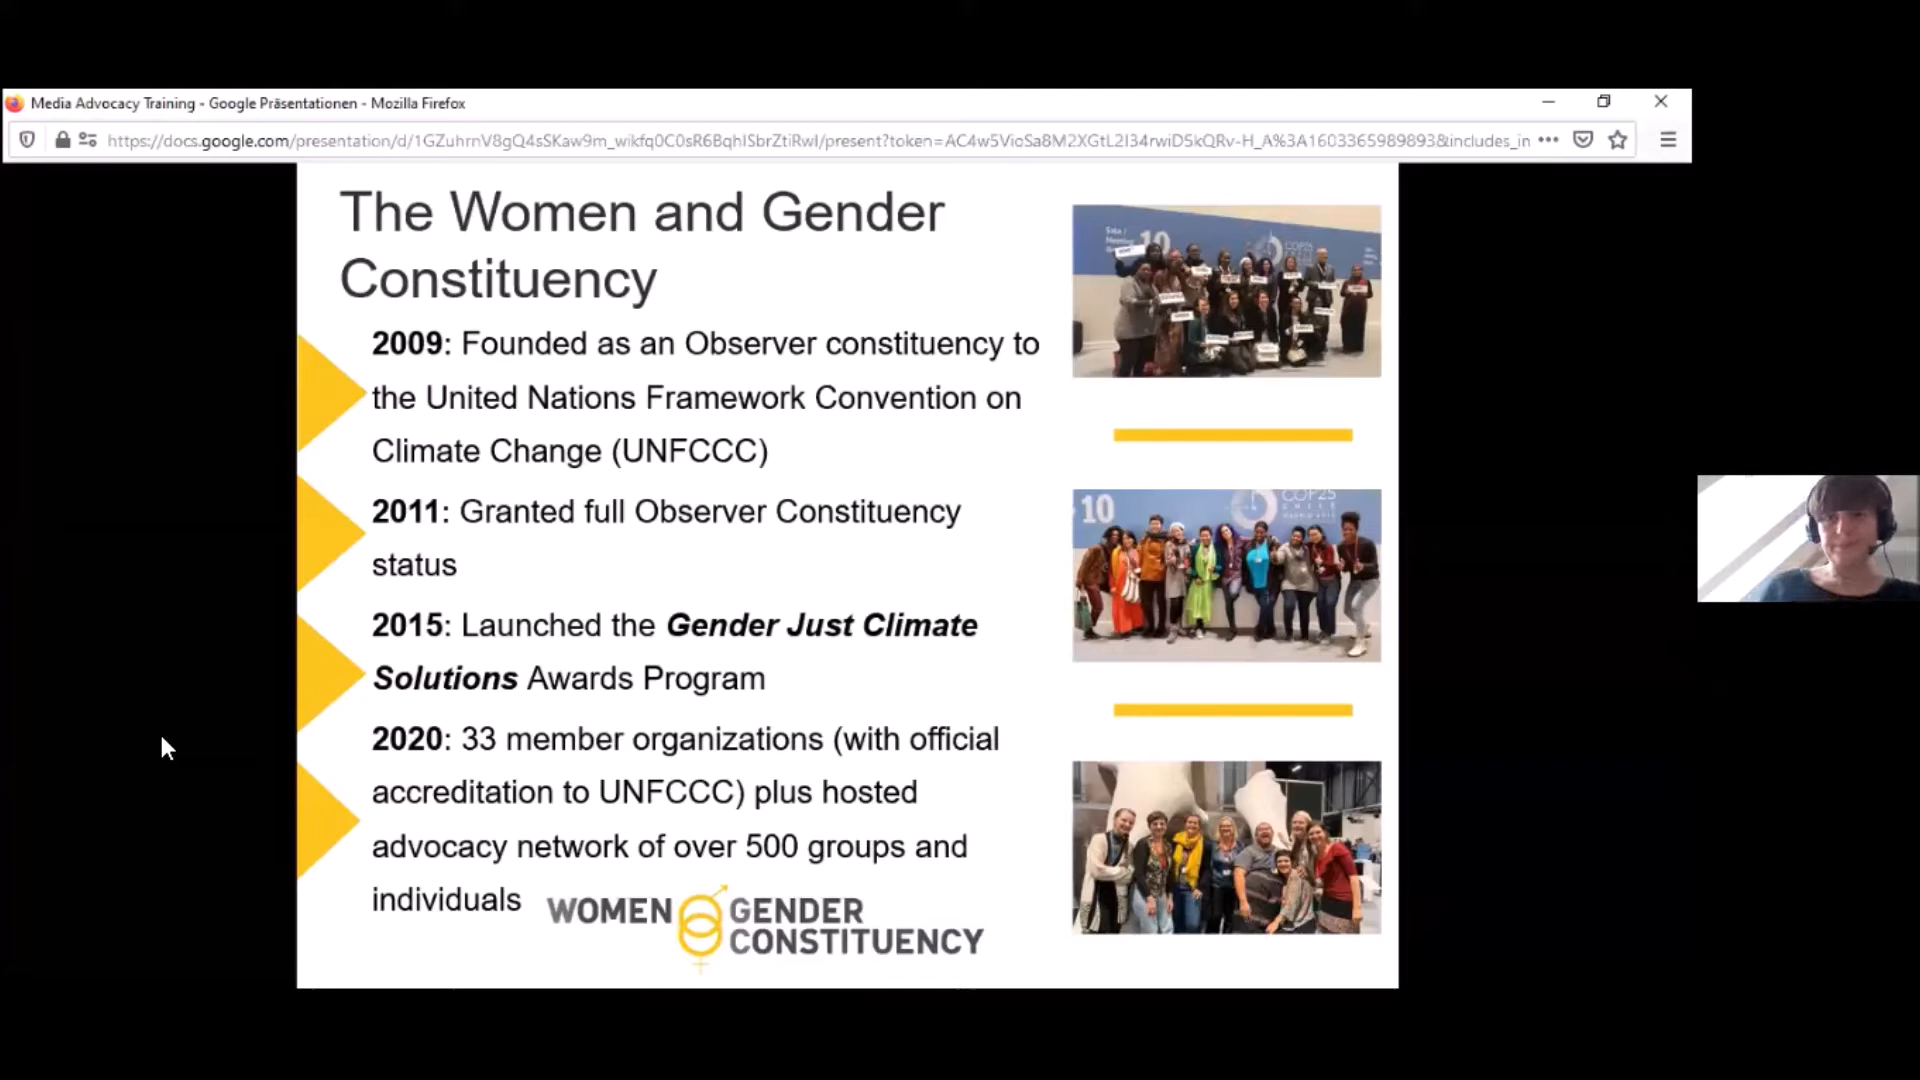 Media Advocacy Training - Google Präsentationen - Mozilla Firefox
https://docs.google.com/presentation/d/1GZuhrnV8gQ4sSKaw9m_wikfq0C0sR6BqhISbrZtiRwI/present?token=AC4w5VioSa8M2XGtL2I34rwiD5kQRv-H_A%3A1603365989893&includes_in
The Women and Gender
Constituency
2009: Founded as an Observer constituency to
the United Nations Framework Convention on
Climate Change (UNFCCC)
2011: Granted full Observer Constituency
status
2015: Launched the Gender Just Climate
Solutions Awards Program
2020: 33 member organizations (with official
accreditation to UNFCCC) plus hosted
advocacy network of over 500 groups and
individuals
WOMEN GENDER
CONSTITUENCY
10
COP25
10
COP25